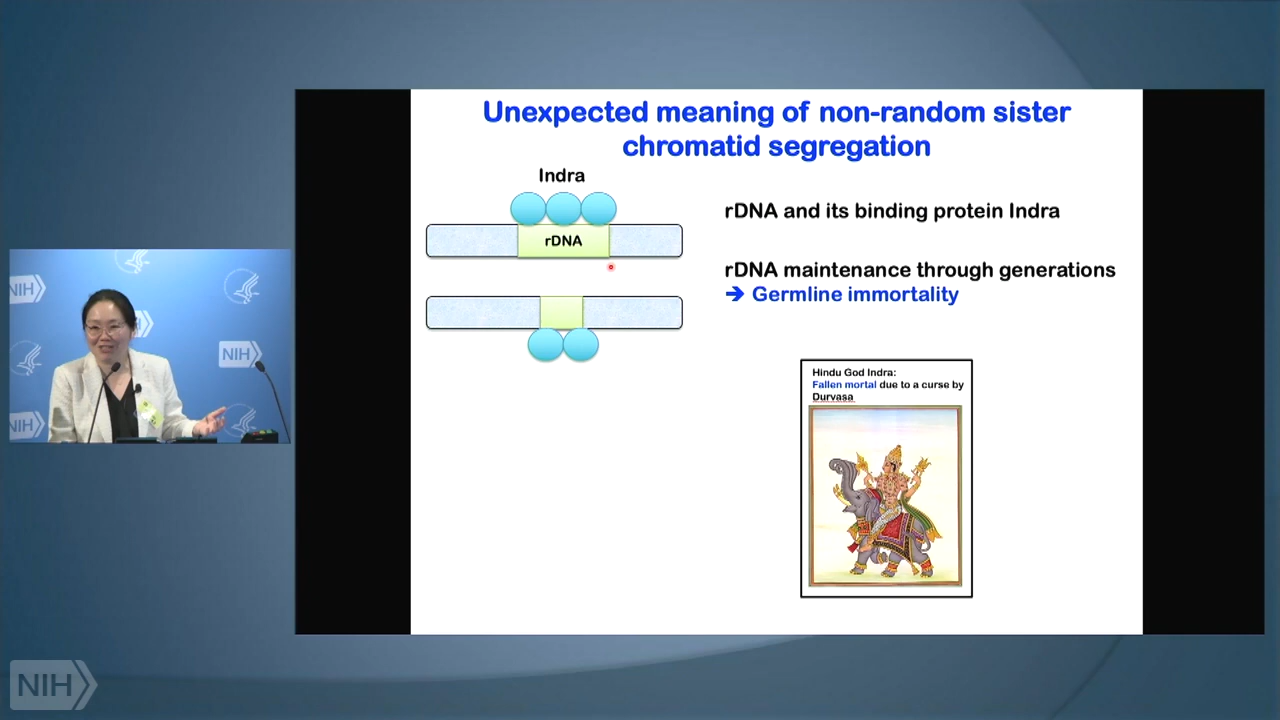 Unexpected meaning of non-random sister
chromatid segregation
Indra
rDNA
rDNA and its binding protein Indra
rDNA maintenance through generations
➔ Germline immortality
Hindu God Indra:
Fallen mortal due to a curse by
Durvasa
NIH
NIH
NIH
NIH